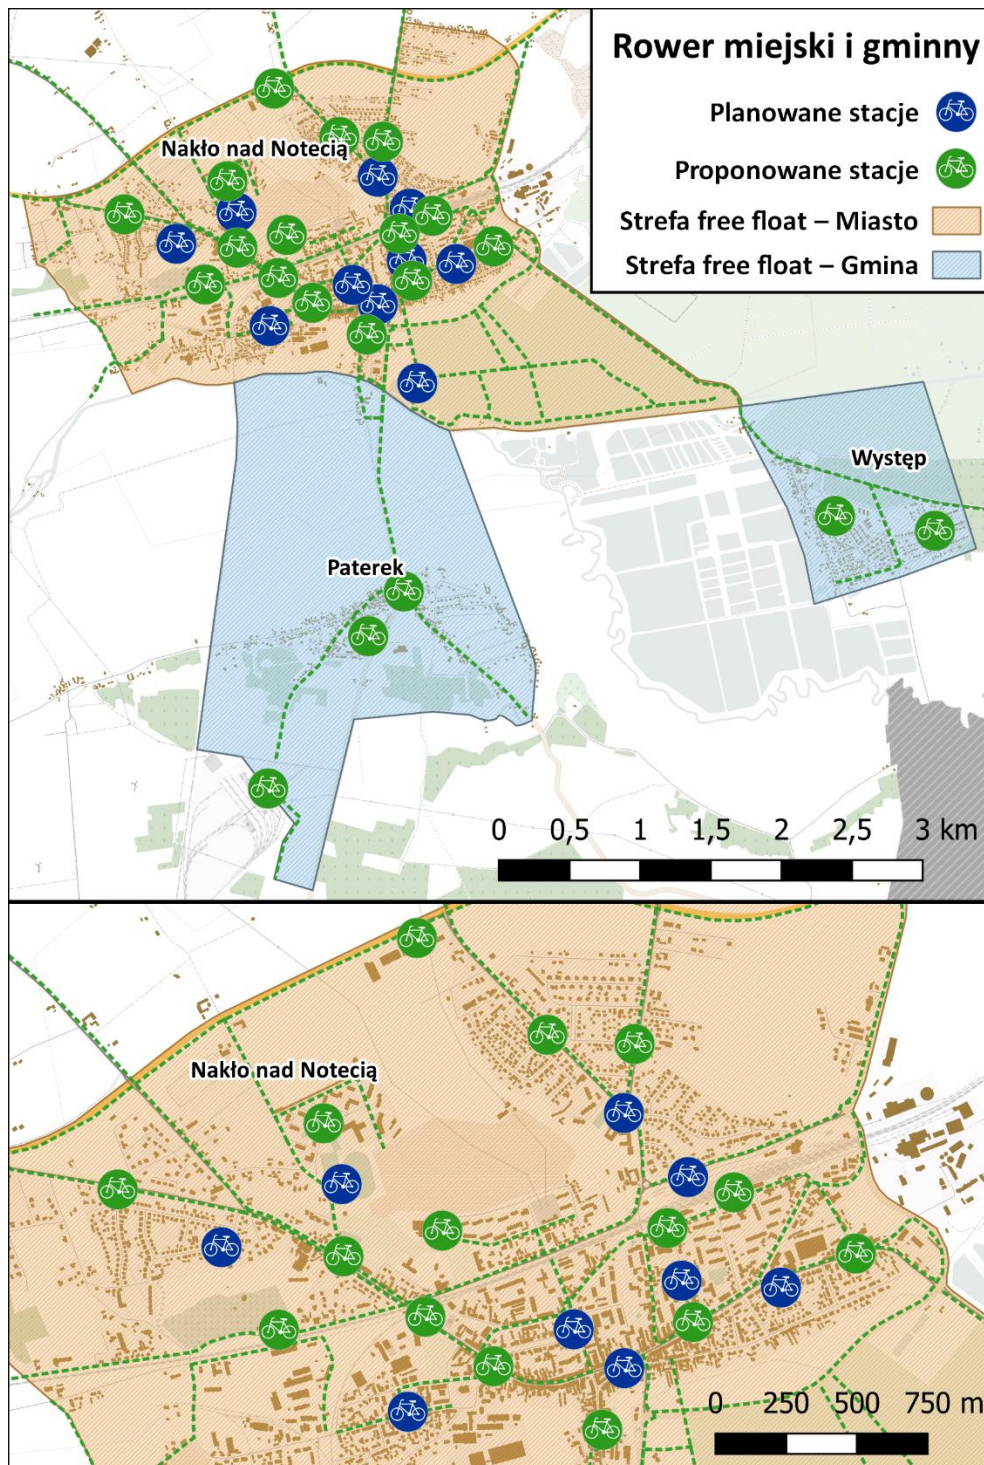 Rower miejski i gminny
Planowane stacje
Proponowane stacje
Strefa free float – Miasto
Strefa free float – Gmina
Nakło nad Notecią
Występ
Paterek
0 0,5 1 1,5 2 2,5 3 km
Nakło nad Notecią
0 250 500 750 m